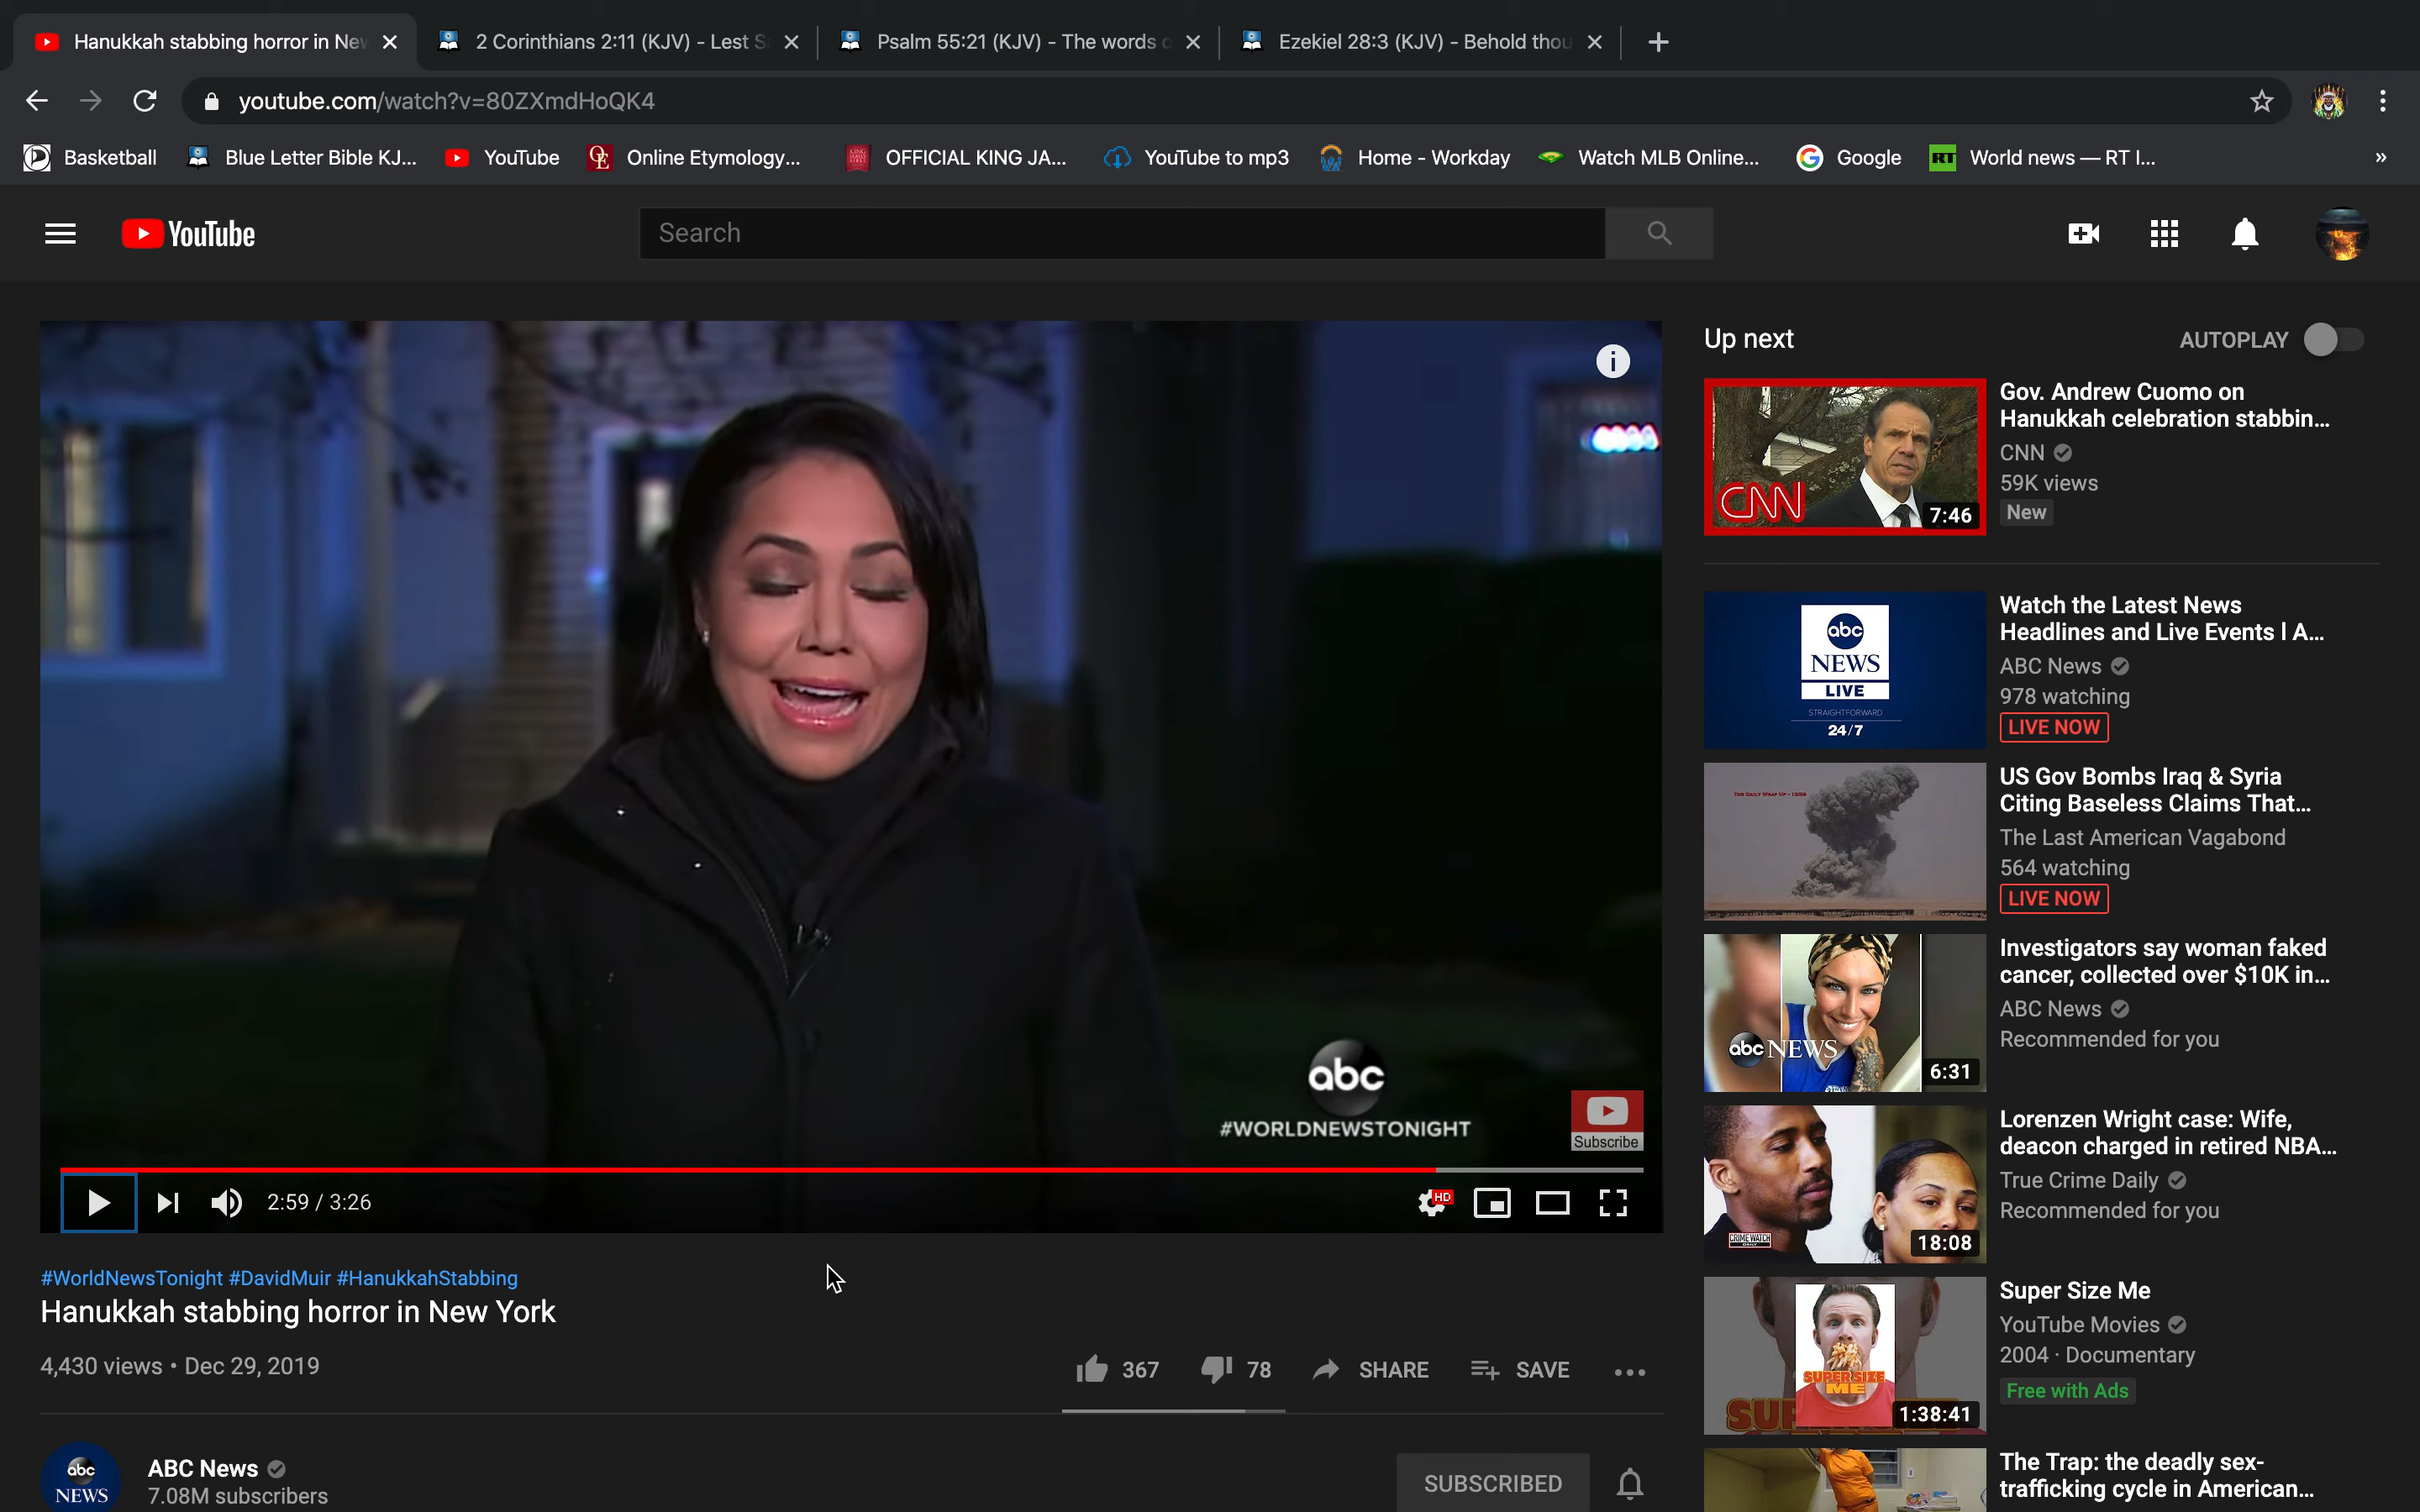 Hanukkah stabbing horror in Nev
2 Corinthians 2:11 (KJV) - Lest S
Psalm 55:21 (KJV) - The words o
Ezekiel 28:3 (KJV) - Behold thou
youtube.com/watch?v=80ZXmdHoQK4
Basketball
Blue Letter Bible KJ...
YouTube
OE
Online Etymology...
OFFICIAL KING JA...
YouTube to mp3
Home - Workday
Watch MLB Online...
Google
RT
World news — RT I...
»
YouTube
Search
Up next
AUTOPLAY
CNN
7:46
Gov. Andrew Cuomo on
Hanukkah celebration stabbin...
CNN
59K views
New
abc
NEWS
LIVE
STRAIGHTFORWARD
24/7
Watch the Latest News
Headlines and Live Events l A...
ABC News
978 watching
LIVE NOW
THE DAILY WRAP UP -
US Gov Bombs Iraq & Syria
Citing Baseless Claims That...
The Last American Vagabond
564 watching
LIVE NOW
abc NEWS
6:31
Investigators say woman faked
cancer, collected over $10K in...
ABC News
Recommended for you
CRIME WATCH
DAILY
18:08
Lorenzen Wright case: Wife,
deacon charged in retired NBA...
True Crime Daily
Recommended for you
SUPER SIZE
ME
1:38:41
Super Size Me
YouTube Movies
2004 · Documentary
Free with Ads
The Trap: the deadly sex-
trafficking cycle in American...
abc
#WORLDNEWSTONIGHT
Subscribe
2:59 / 3:26
HD
#WorldNewsTonight #DavidMuir #HanukkahStabbing
Hanukkah stabbing horror in New York
4,430 views • Dec 29, 2019
367
78
SHARE
SAVE
abc
NEWS
ABC News
7.08M subscribers
SUBSCRIBED